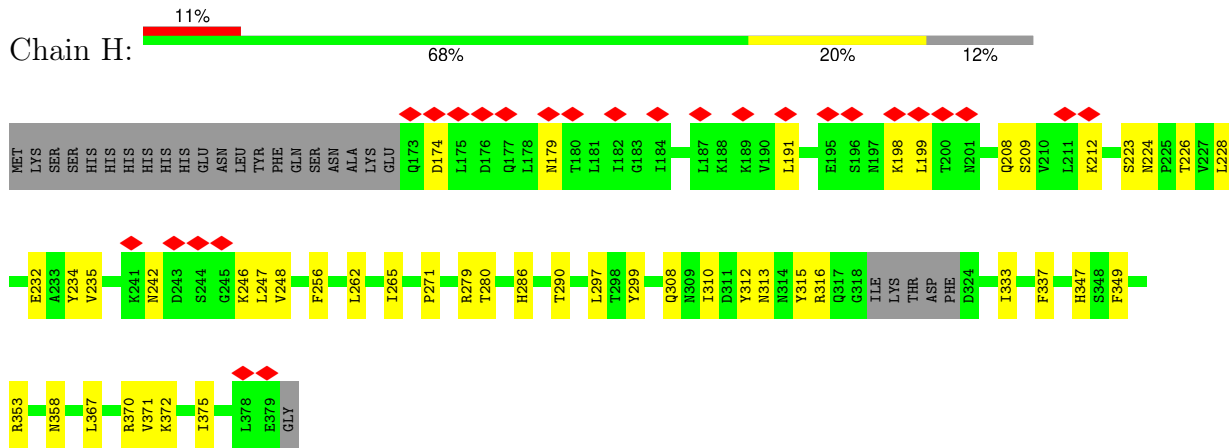 11%
Chain H:
68% 20% 12%
MET LYS SER SER HIS HIS HIS HIS HIS HIS GLU ASN LEU TYR PHE GLN SER ASN ALA LYS GLU Q173 D174 L175 D176 Q177 L178 N179 T180 L181 I182 G183 I184 L187 K188 K189 V190 L191 E195 S196 N197 K198 L199 T200 N201 Q208 S209 V210 L211 K212 S223 N224 P225 T226 V227 L228
E232 A233 Y234 V235 K241 N242 D243 S244 G245 K246 L247 V248 F256 L262 I265 P271 R279 T280 H286 T290 L297 T298 Y299 Q308 N309 I310 D311 Y312 N313 N314 Y315 R316 Q317 G318 ILE LYS THR ASP PHE D324 I333 F337 H347 S348 F349
R353 N358 L367 R370 V371 K372 I375 L378 E379 GLY